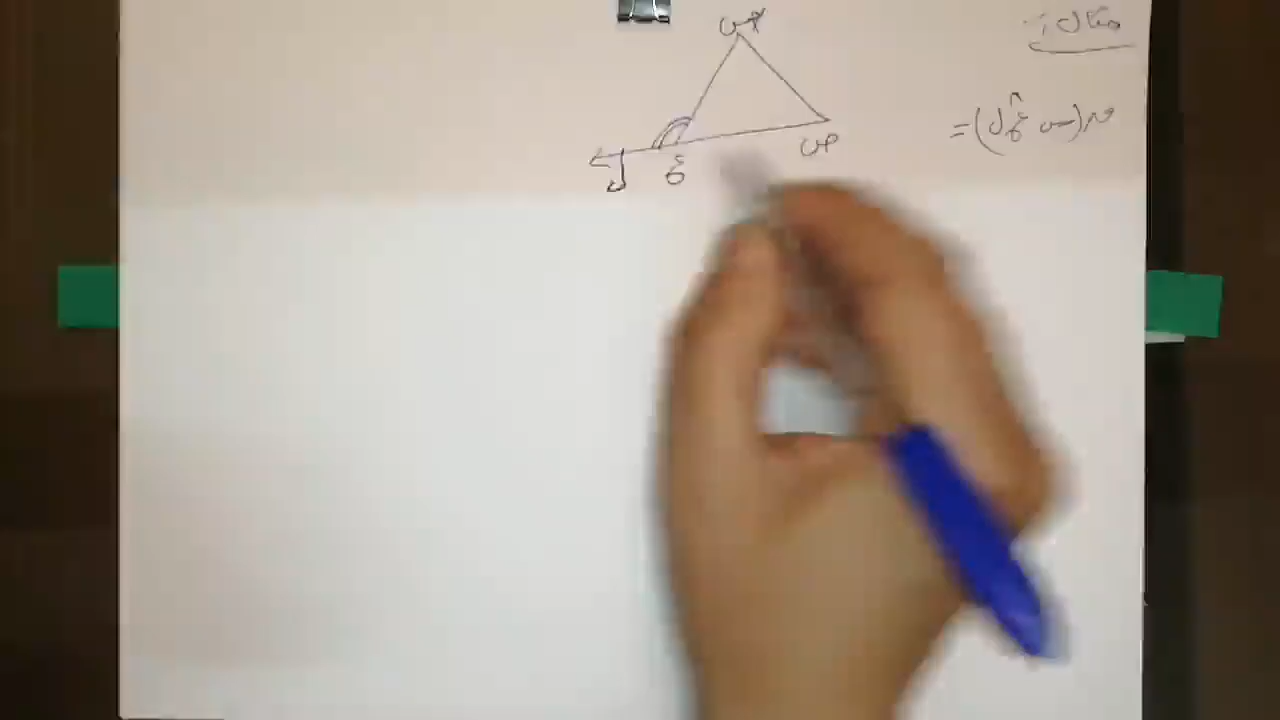 مثال :-
ص
ق(س ع̂ ل) =
ع
ل